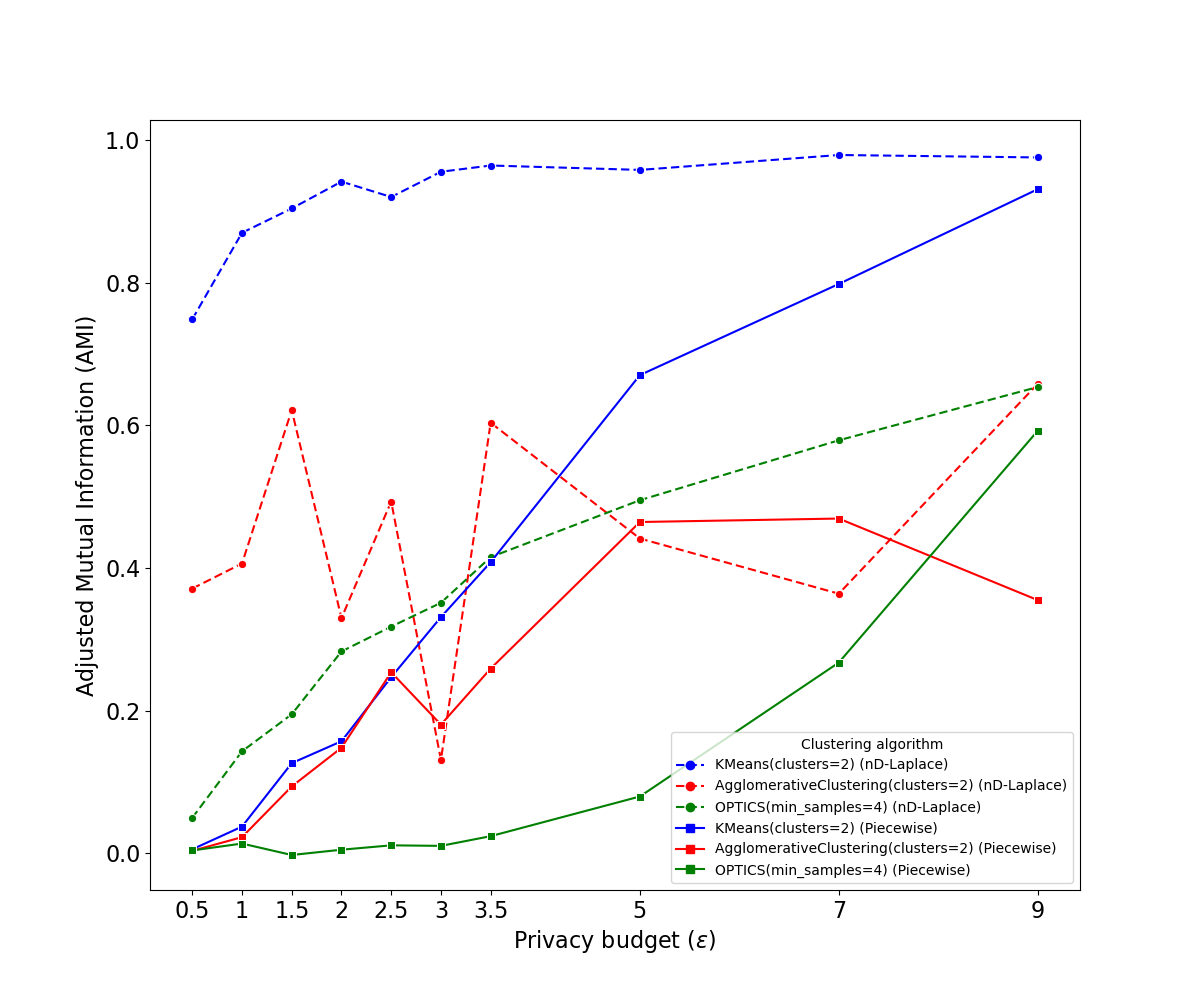 1.0
0.8
0.6
0.4
0.2
0.0
Adjusted Mutual Information (AMI)
Clustering algorithm
KMeans(clusters=2) (nD-Laplace)
AgglomerativeClustering(clusters=2) (nD-Laplace)
OPTICS(min_samples=4) (nD-Laplace)
KMeans(clusters=2) (Piecewise)
AgglomerativeClustering(clusters=2) (Piecewise)
OPTICS(min_samples=4) (Piecewise)
0.5 1 1.5 2 2.5 3 3.5 5 7 9
Privacy budget (ε)